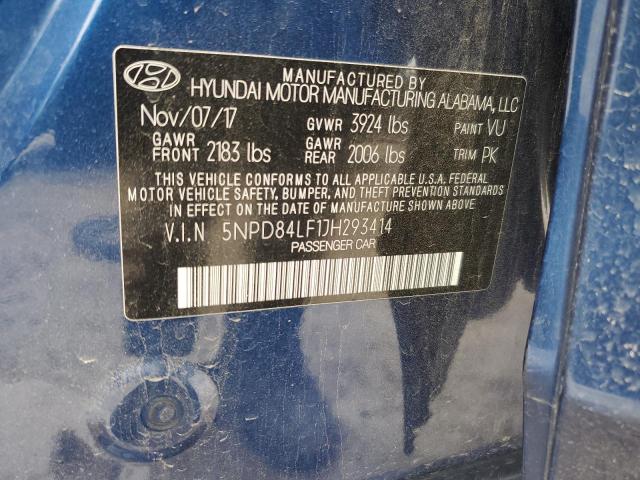 MANUFACTURED BY
HYUNDAI MOTOR MANUFACTURING ALABAMA, LLC
Nov/07/17 GVWR 3924 lbs PAINT VU
GAWR FRONT 2183 lbs GAWR REAR 2006 lbs TRIM PK
THIS VEHICLE CONFORMS TO ALL APPLICABLE U.S.A. FEDERAL
MOTOR VEHICLE SAFETY, BUMPER, AND THEFT PREVENTION STANDARDS
IN EFFECT ON THE DATE OF MANUFACTURE SHOWN ABOVE.
V.I.N 5NPD84LF1JH293414
PASSENGER CAR